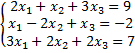 2x₁ + x₂ + 3x₃ = 9
x₁ - 2x₂ + x₃ = -2
3x₁ + 2x₂ + 2x₃ = 7